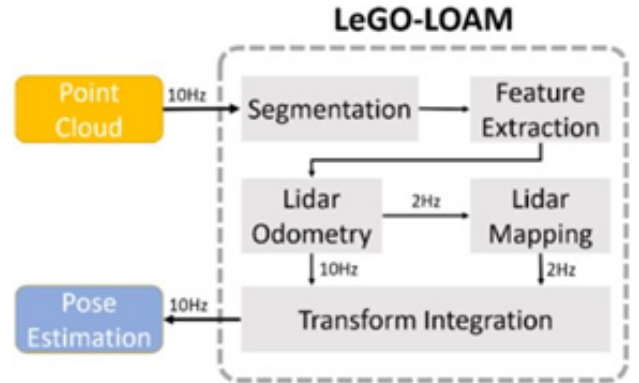 LeGO-LOAM
Point
Cloud
10Hz
Segmentation
Feature
Extraction
Lidar
Odometry
2Hz
Lidar
Mapping
10Hz
2Hz
Pose
Estimation
10Hz
Transform Integration